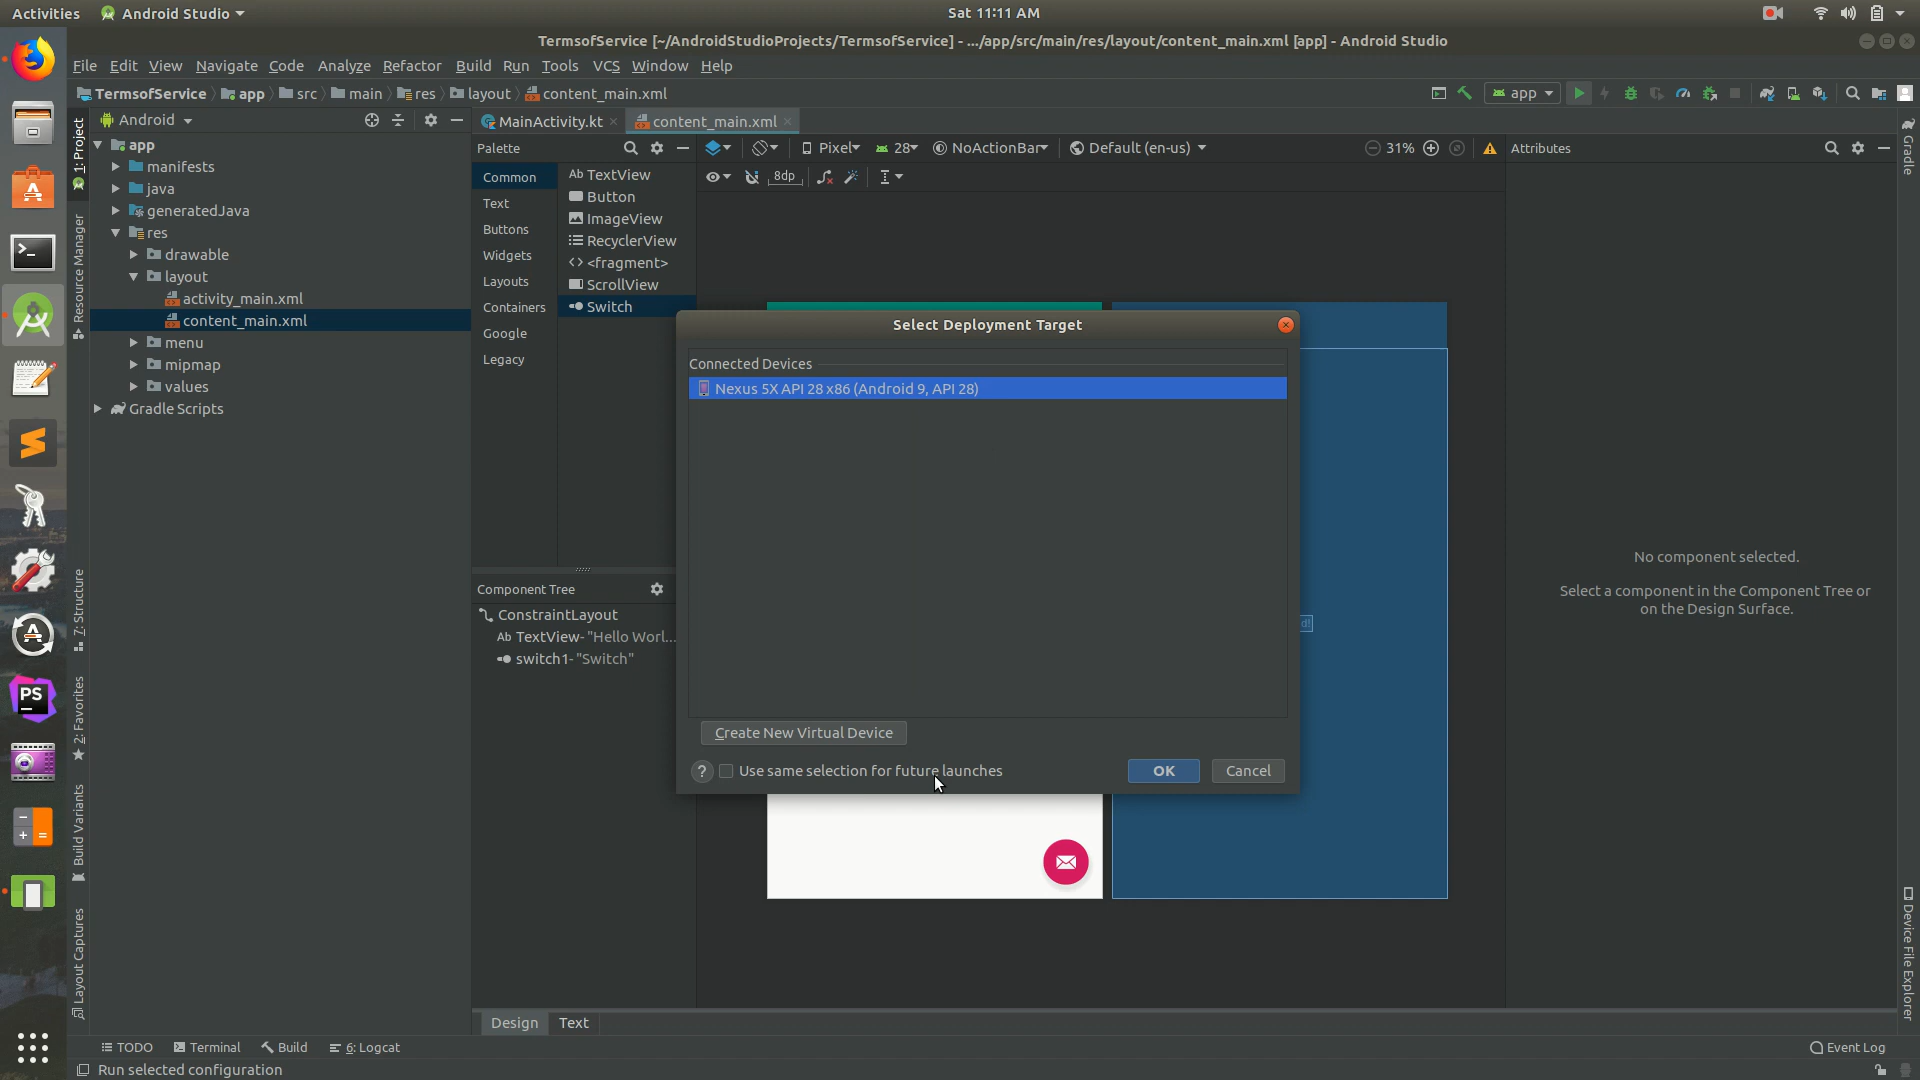 Activities
Android Studio
Sat 11:11 AM
TermsofService [~/AndroidStudioProjects/TermsofService] - .../app/src/main/res/layout/content_main.xml [app] - Android Studio
File Edit View Navigate Code Analyze Refactor Build Run Tools VCS Window Help
TermsofService app src main res layout content_main.xml
app
1: Project
Resource Manager
7: Structure
2: Favorites
Build Variants
Layout Captures
Android
app
manifests
java
generatedJava
res
drawable
layout
activity_main.xml
content_main.xml
menu
mipmap
values
Gradle Scripts
MainActivity.kt
content_main.xml
Palette
Common
Text
Buttons
Widgets
Layouts
Containers
Google
Legacy
Ab TextView
Button
ImageView
RecyclerView
<> <fragment>
ScrollView
Switch
Pixel
28
NoActionBar
Default (en-us)
31%
8dp
Attributes
Component Tree
ConstraintLayout
Ab TextView- "Hello Worl...
switch1- "Switch"
Select Deployment Target
Connected Devices
Nexus 5X API 28 x86 (Android 9, API 28)
Create New Virtual Device
? Use same selection for future launches
OK
Cancel
d!
No component selected.
Select a component in the Component Tree or
on the Design Surface.
Gradle
Device File Explorer
PS
Design
Text
TODO
Terminal
Build
6: Logcat
Event Log
Run selected configuration